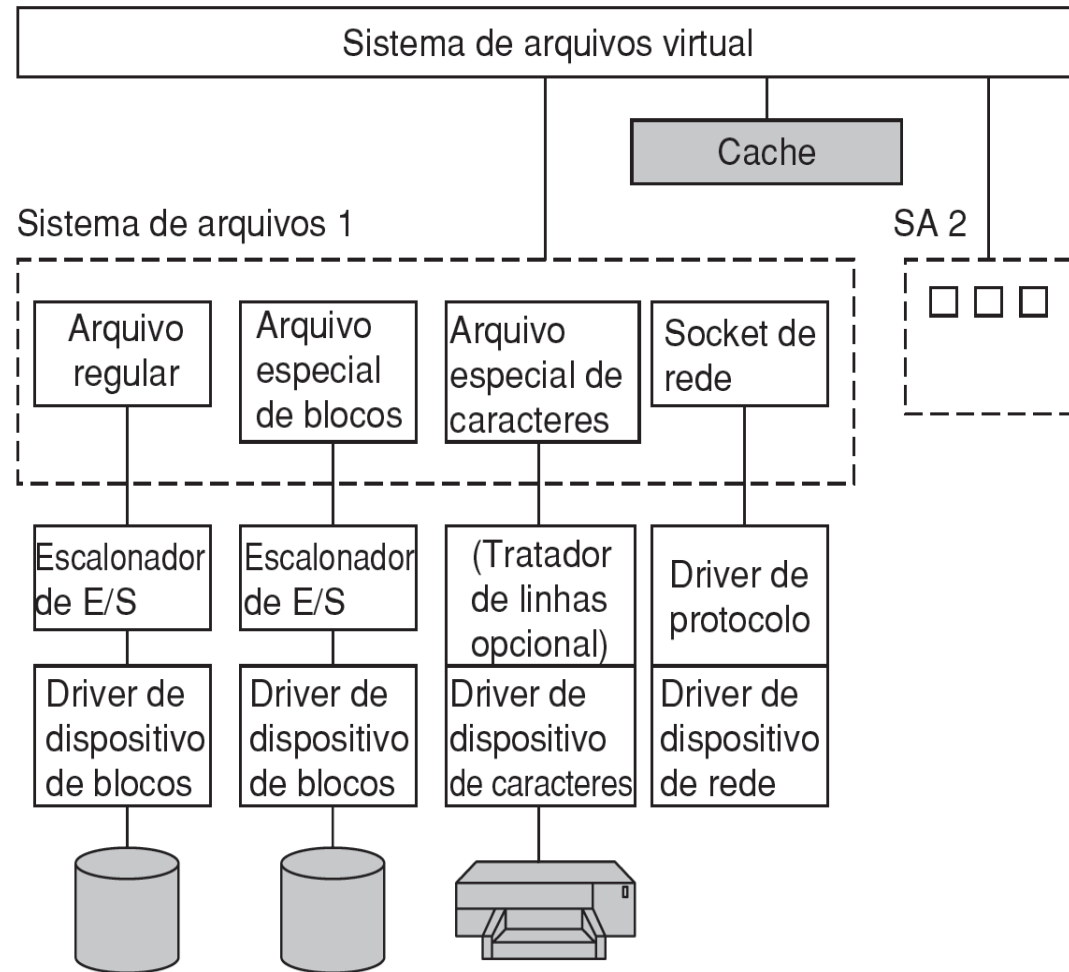 Sistema de arquivos virtual
Cache
Sistema de arquivos 1
SA 2
Arquivo
regular
Arquivo
especial
de blocos
Arquivo
especial de
caracteres
Socket de
rede
Escalonador
de E/S
Escalonador
de E/S
(Tratador
de linhas
opcional)
Driver de
protocolo
Driver de
dispositivo
de blocos
Driver de
dispositivo
de blocos
Driver de
dispositivo
de caracteres
Driver de
dispositivo
de rede